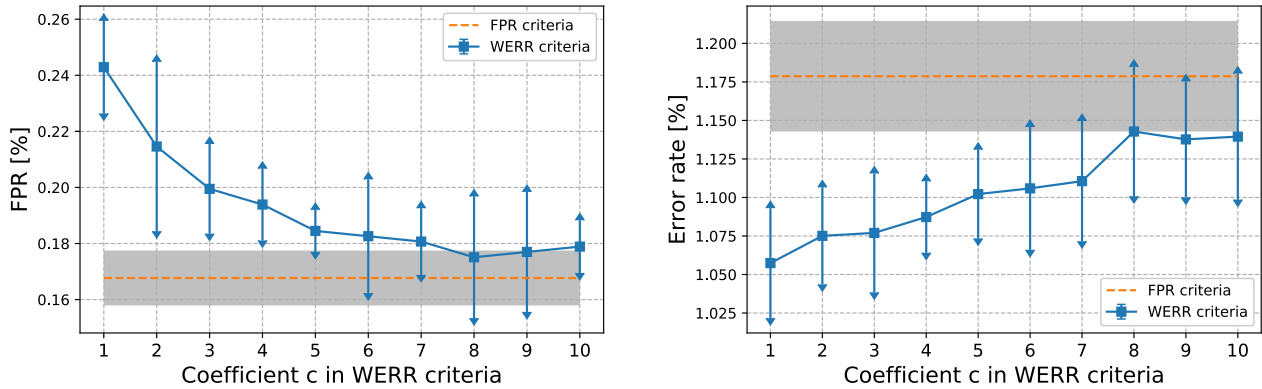 0.26
0.24
0.22
0.20
0.18
0.16
FPR [%]
FPR criteria
WERR criteria
1 2 3 4 5 6 7 8 9 10
Coefficient c in WERR criteria
1.200
1.175
1.150
1.125
1.100
1.075
1.050
1.025
Error rate [%]
FPR criteria
WERR criteria
1 2 3 4 5 6 7 8 9 10
Coefficient c in WERR criteria